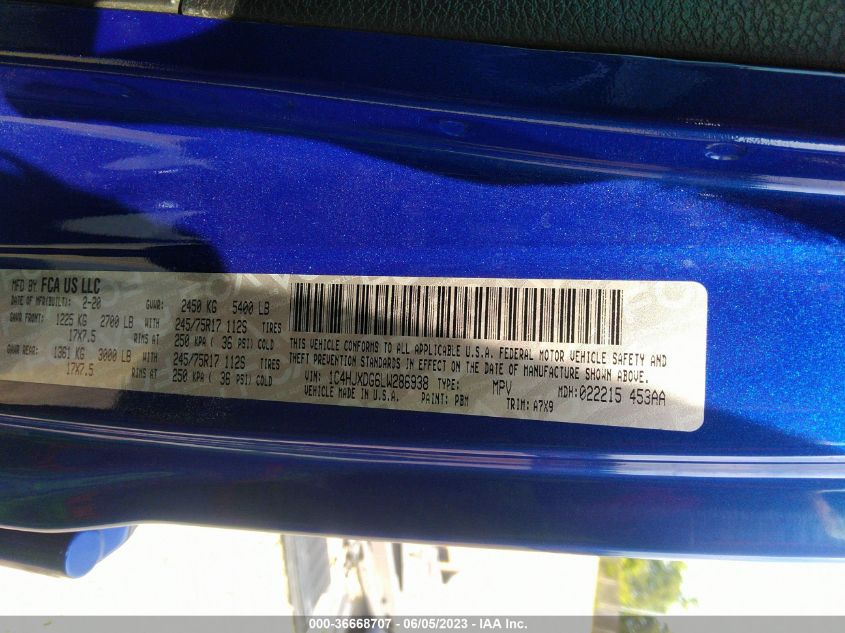 MFD BY: FCA US LLC
DATE OF MFR(BUILT): 2-20 GVWR: 2450 KG 5400 LB
GAWR FRONT: 1225 KG 2700 LB WITH 245/75R17 112S TIRES
17X7.5 RIMS AT 250 KPA ( 36 PSI) COLD
GAWR REAR: 1361 KG 3000 LB WITH 245/75R17 112S TIRES
17X7.5 RIMS AT 250 KPA ( 36 PSI) COLD
THIS VEHICLE CONFORMS TO ALL APPLICABLE U.S.A. FEDERAL MOTOR VEHICLE SAFETY AND
THEFT PREVENTION STANDARDS IN EFFECT ON THE DATE OF MANUFACTURE SHOWN ABOVE.
VIN: 1C4HJXDG6LW286938 TYPE: MPV MDH:022215 453AA
VEHICLE MADE IN U.S.A. PAINT: PBM TRIM: A7X9
000-36668707 - 06/05/2023 - IAA Inc.